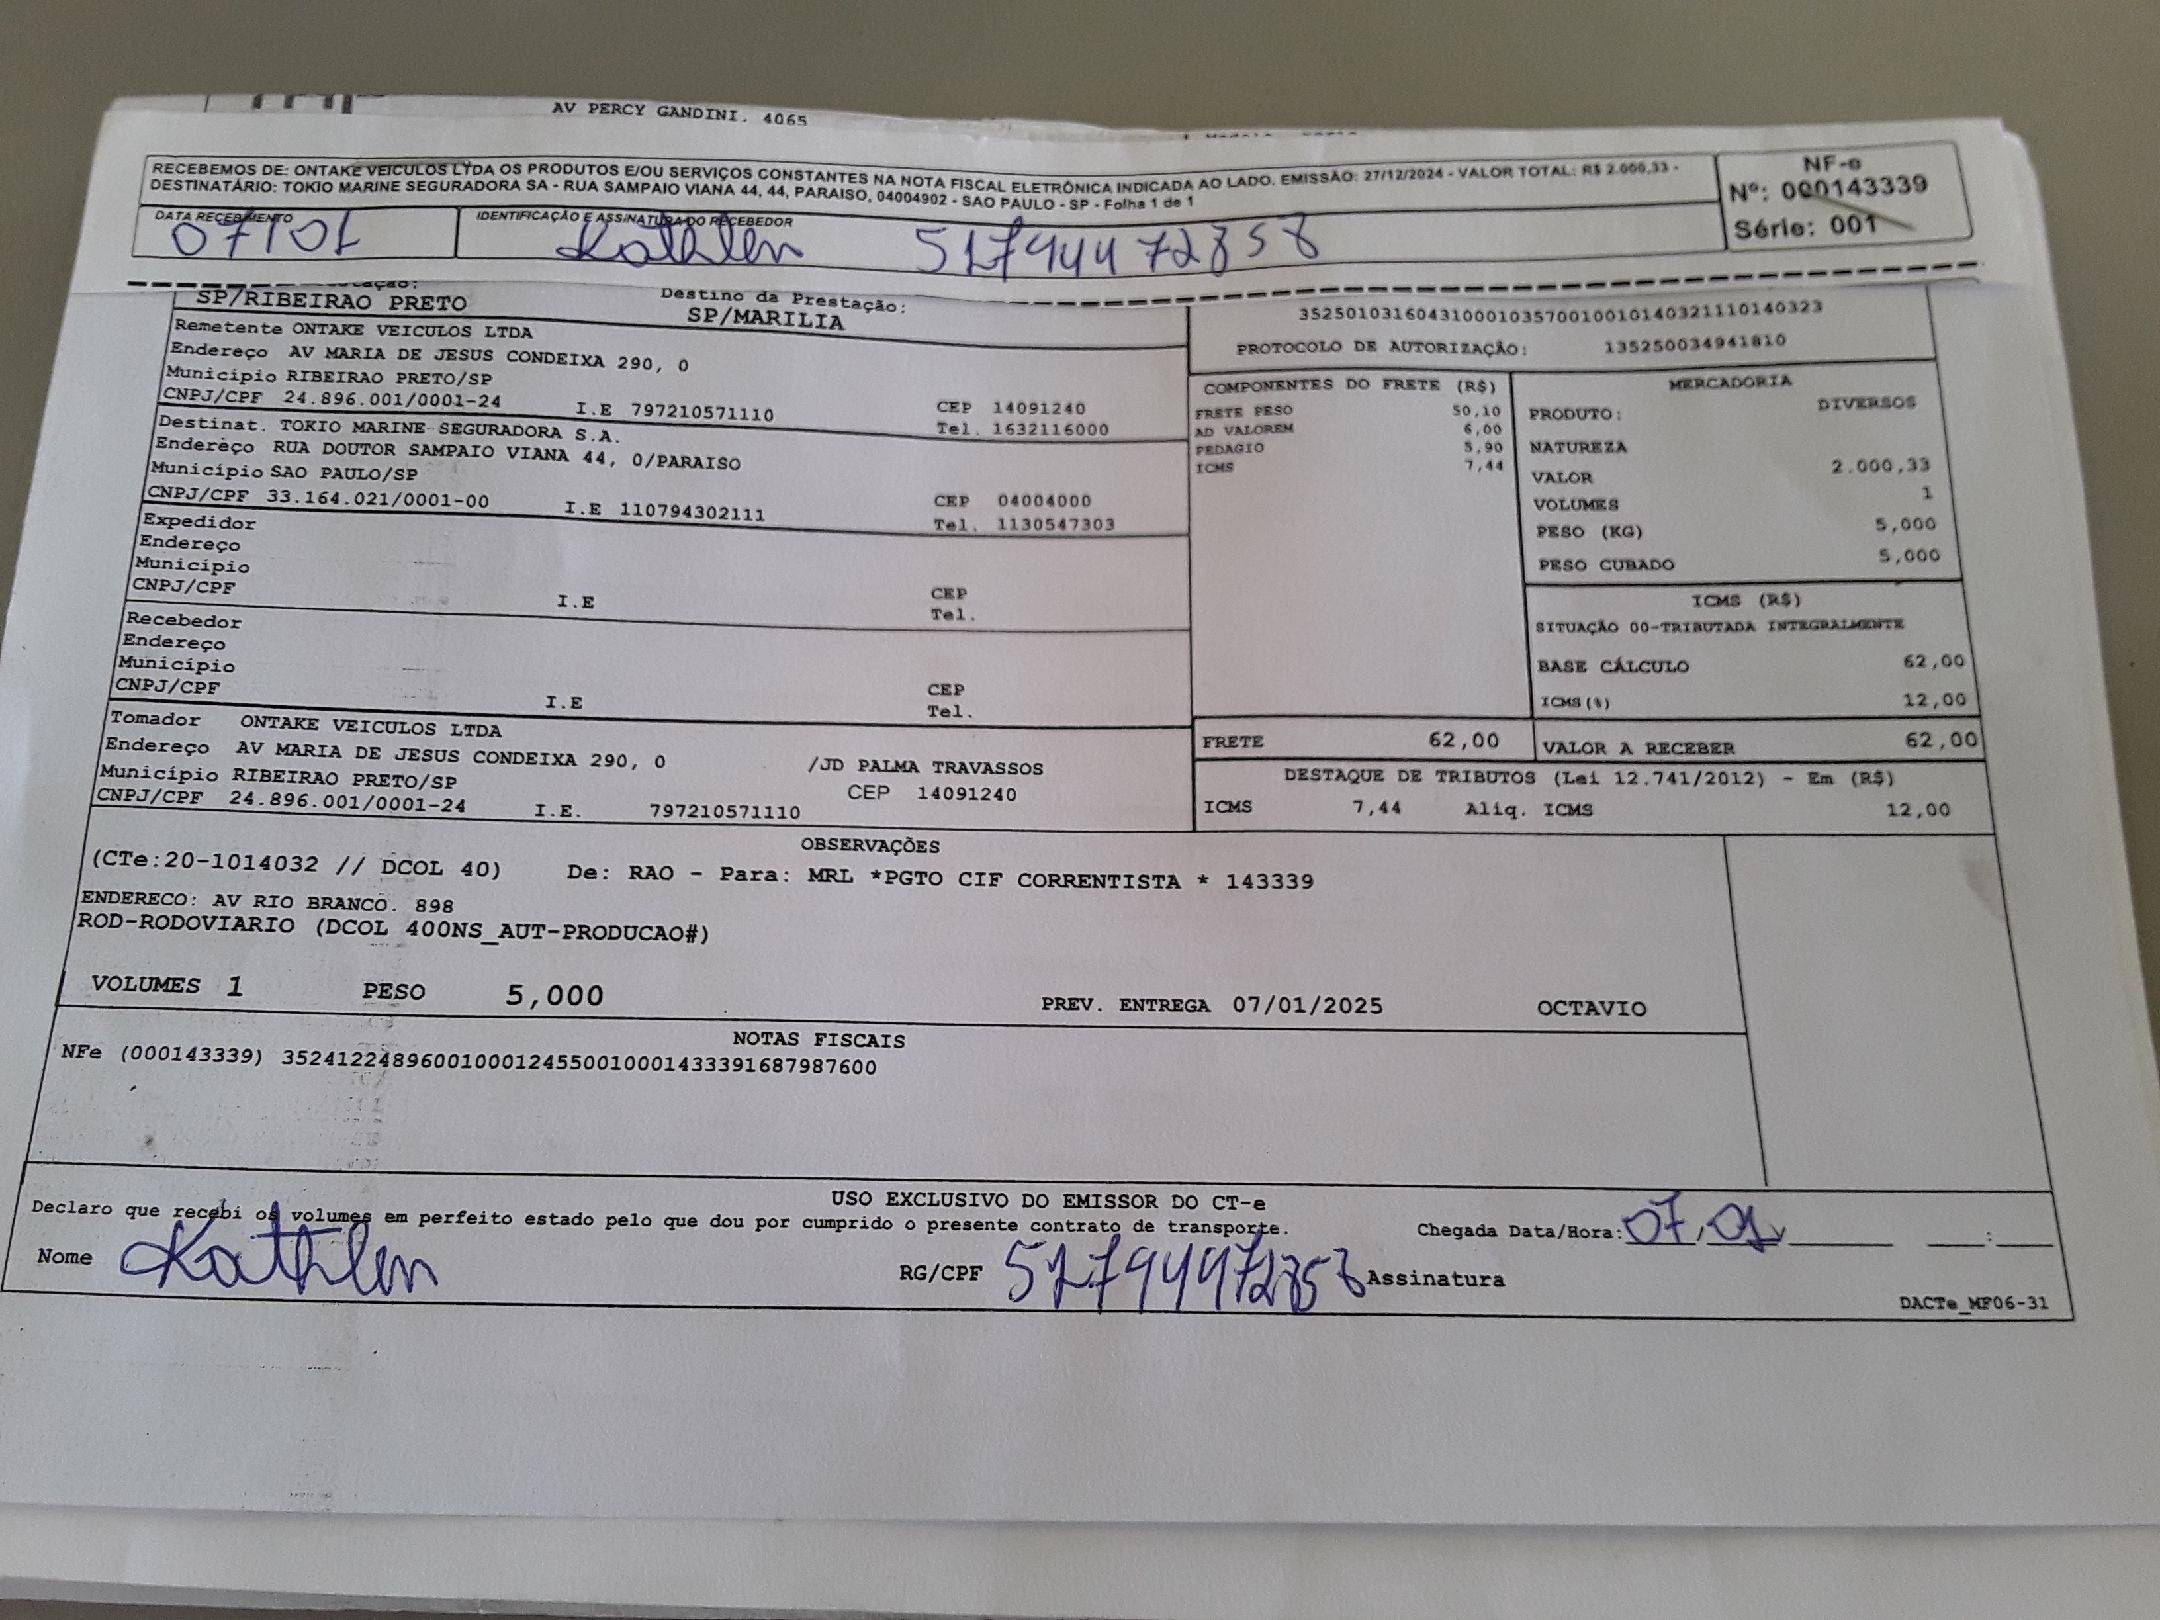 AV PERCY GANDINI. 4065
RECEBEMOS DE: ONTAKE VEICULOS LTDA OS PRODUTOS E/OU SERVIÇOS CONSTANTES NA NOTA FISCAL ELETRÔNICA INDICADA AO LADO. EMISSÃO: 27/12/2024 - VALOR TOTAL: R$ 2.000,33 -
DESTINATÁRIO: TOKIO MARINE SEGURADORA SA - RUA SAMPAIO VIANA 44, 44, PARAISO, 04004902 - SAO PAULO - SP - Folha 1 de 1
NF-e
Nº: 000143339
Série: 001
DATA RECEBIMENTO
07/01
IDENTIFICAÇÃO E ASSINATURA DO RECEBEDOR
Kathlen 51794472858
SP/RIBEIRAO PRETO
Destino da Prestação:
SP/MARILIA
Remetente ONTAKE VEICULOS LTDA
Endereço AV MARIA DE JESUS CONDEIXA 290, 0
Município RIBEIRAO PRETO/SP
CNPJ/CPF 24.896.001/0001-24 I.E 797210571110
CEP 14091240
Tel. 1632116000
Destinat. TOKIO MARINE SEGURADORA S.A.
Endereço RUA DOUTOR SAMPAIO VIANA 44, 0/PARAISO
Município SAO PAULO/SP
CNPJ/CPF 33.164.021/0001-00 I.E 110794302111
CEP 04004000
Tel. 1130547303
Expedidor
Endereço
Município
CNPJ/CPF I.E
CEP
Tel.
Recebedor
Endereço
Município
CNPJ/CPF I.E
CEP
Tel.
Tomador ONTAKE VEICULOS LTDA
Endereço AV MARIA DE JESUS CONDEIXA 290, 0 /JD PALMA TRAVASSOS
Município RIBEIRAO PRETO/SP CEP 14091240
CNPJ/CPF 24.896.001/0001-24 I.E. 797210571110
35250103160431000103570010010140321110140323
PROTOCOLO DE AUTORIZAÇÃO: 135250034941810
COMPONENTES DO FRETE (R$)
FRETE PESO 50,10
AD VALOREM 6,00
PEDAGIO 5,90
ICMS 7,44
MERCADORIA
PRODUTO: DIVERSOS
NATUREZA
VALOR 2.000,33
VOLUMES 1
PESO (KG) 5,000
PESO CUBADO 5,000
ICMS (R$)
SITUAÇÃO 00-TRIBUTADA INTEGRALMENTE
BASE CÁLCULO 62,00
ICMS(%) 12,00
FRETE 62,00
VALOR A RECEBER 62,00
DESTAQUE DE TRIBUTOS (Lei 12.741/2012) - Em (R$)
ICMS 7,44 Aliq. ICMS 12,00
OBSERVAÇÕES
(CTe:20-1014032 // DCOL 40) De: RAO - Para: MRL *PGTO CIF CORRENTISTA * 143339
ENDERECO: AV RIO BRANCO. 898
ROD-RODOVIARIO (DCOL 400NS_AUT-PRODUCAO#)
VOLUMES 1 PESO 5,000 PREV. ENTREGA 07/01/2025 OCTAVIO
NOTAS FISCAIS
NFe (000143339) 35241224896001000124550010001433391687987600
USO EXCLUSIVO DO EMISSOR DO CT-e
Declaro que recebi os volumes em perfeito estado pelo que dou por cumprido o presente contrato de transporte.
Chegada Data/Hora: 07/01/
Nome Kathlen RG/CPF 51794472858 Assinatura
DACTe_MF06-31